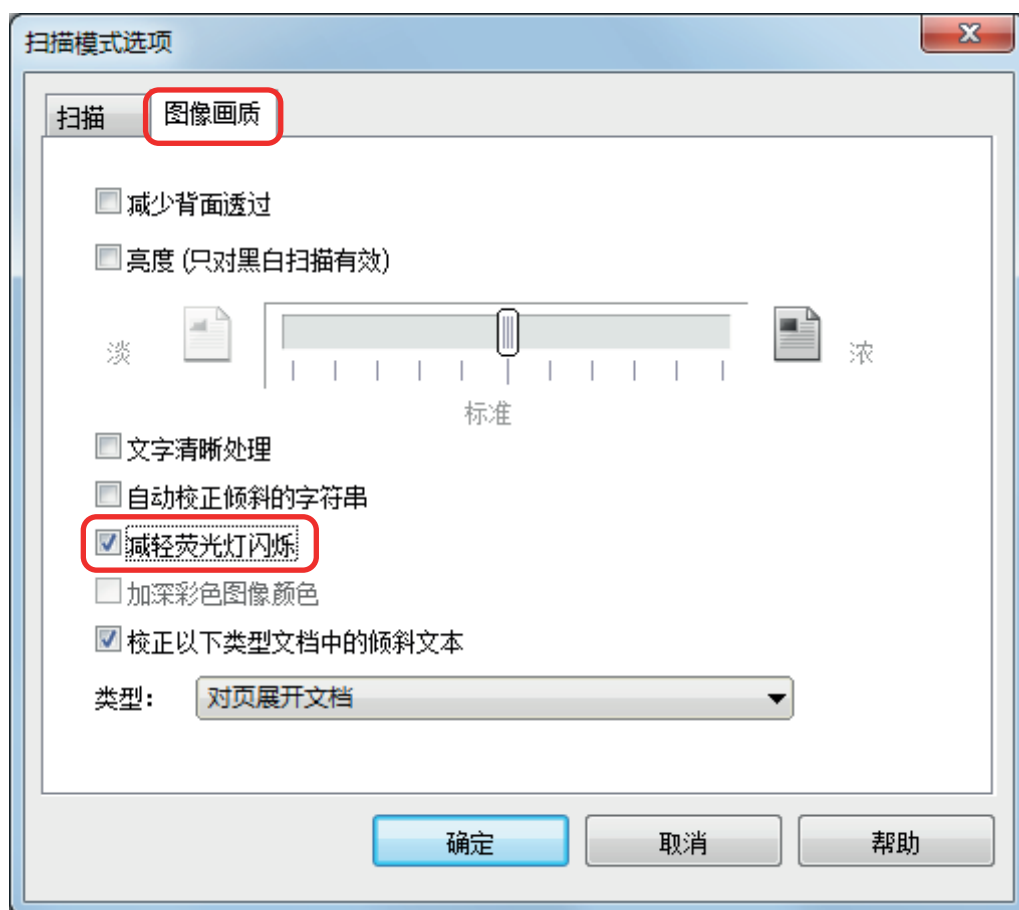 扫描模式选项
扫描 图像画质
减少背面透过
亮度 (只对黑白扫描有效)
淡 浓
标准
文字清晰处理
自动校正倾斜的字符串
减轻荧光灯闪烁
加深彩色图像颜色
校正以下类型文档中的倾斜文本
类型： 对页展开文档
确定 取消 帮助